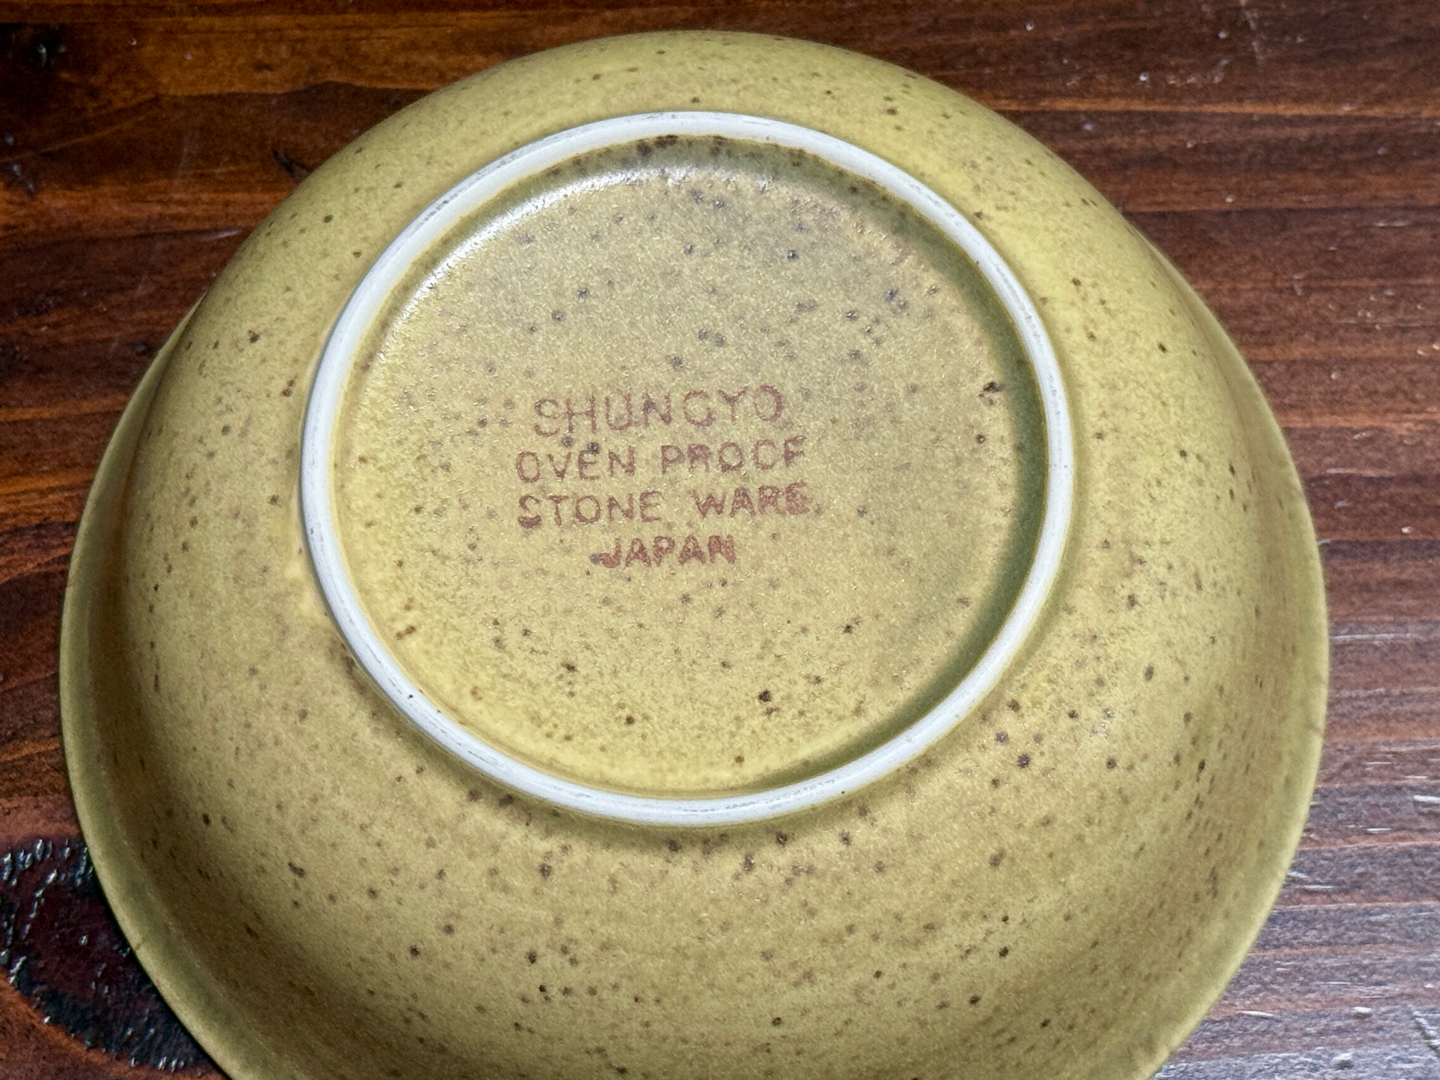 SHUNGYO
OVEN PROOF
STONE WARE
JAPAN